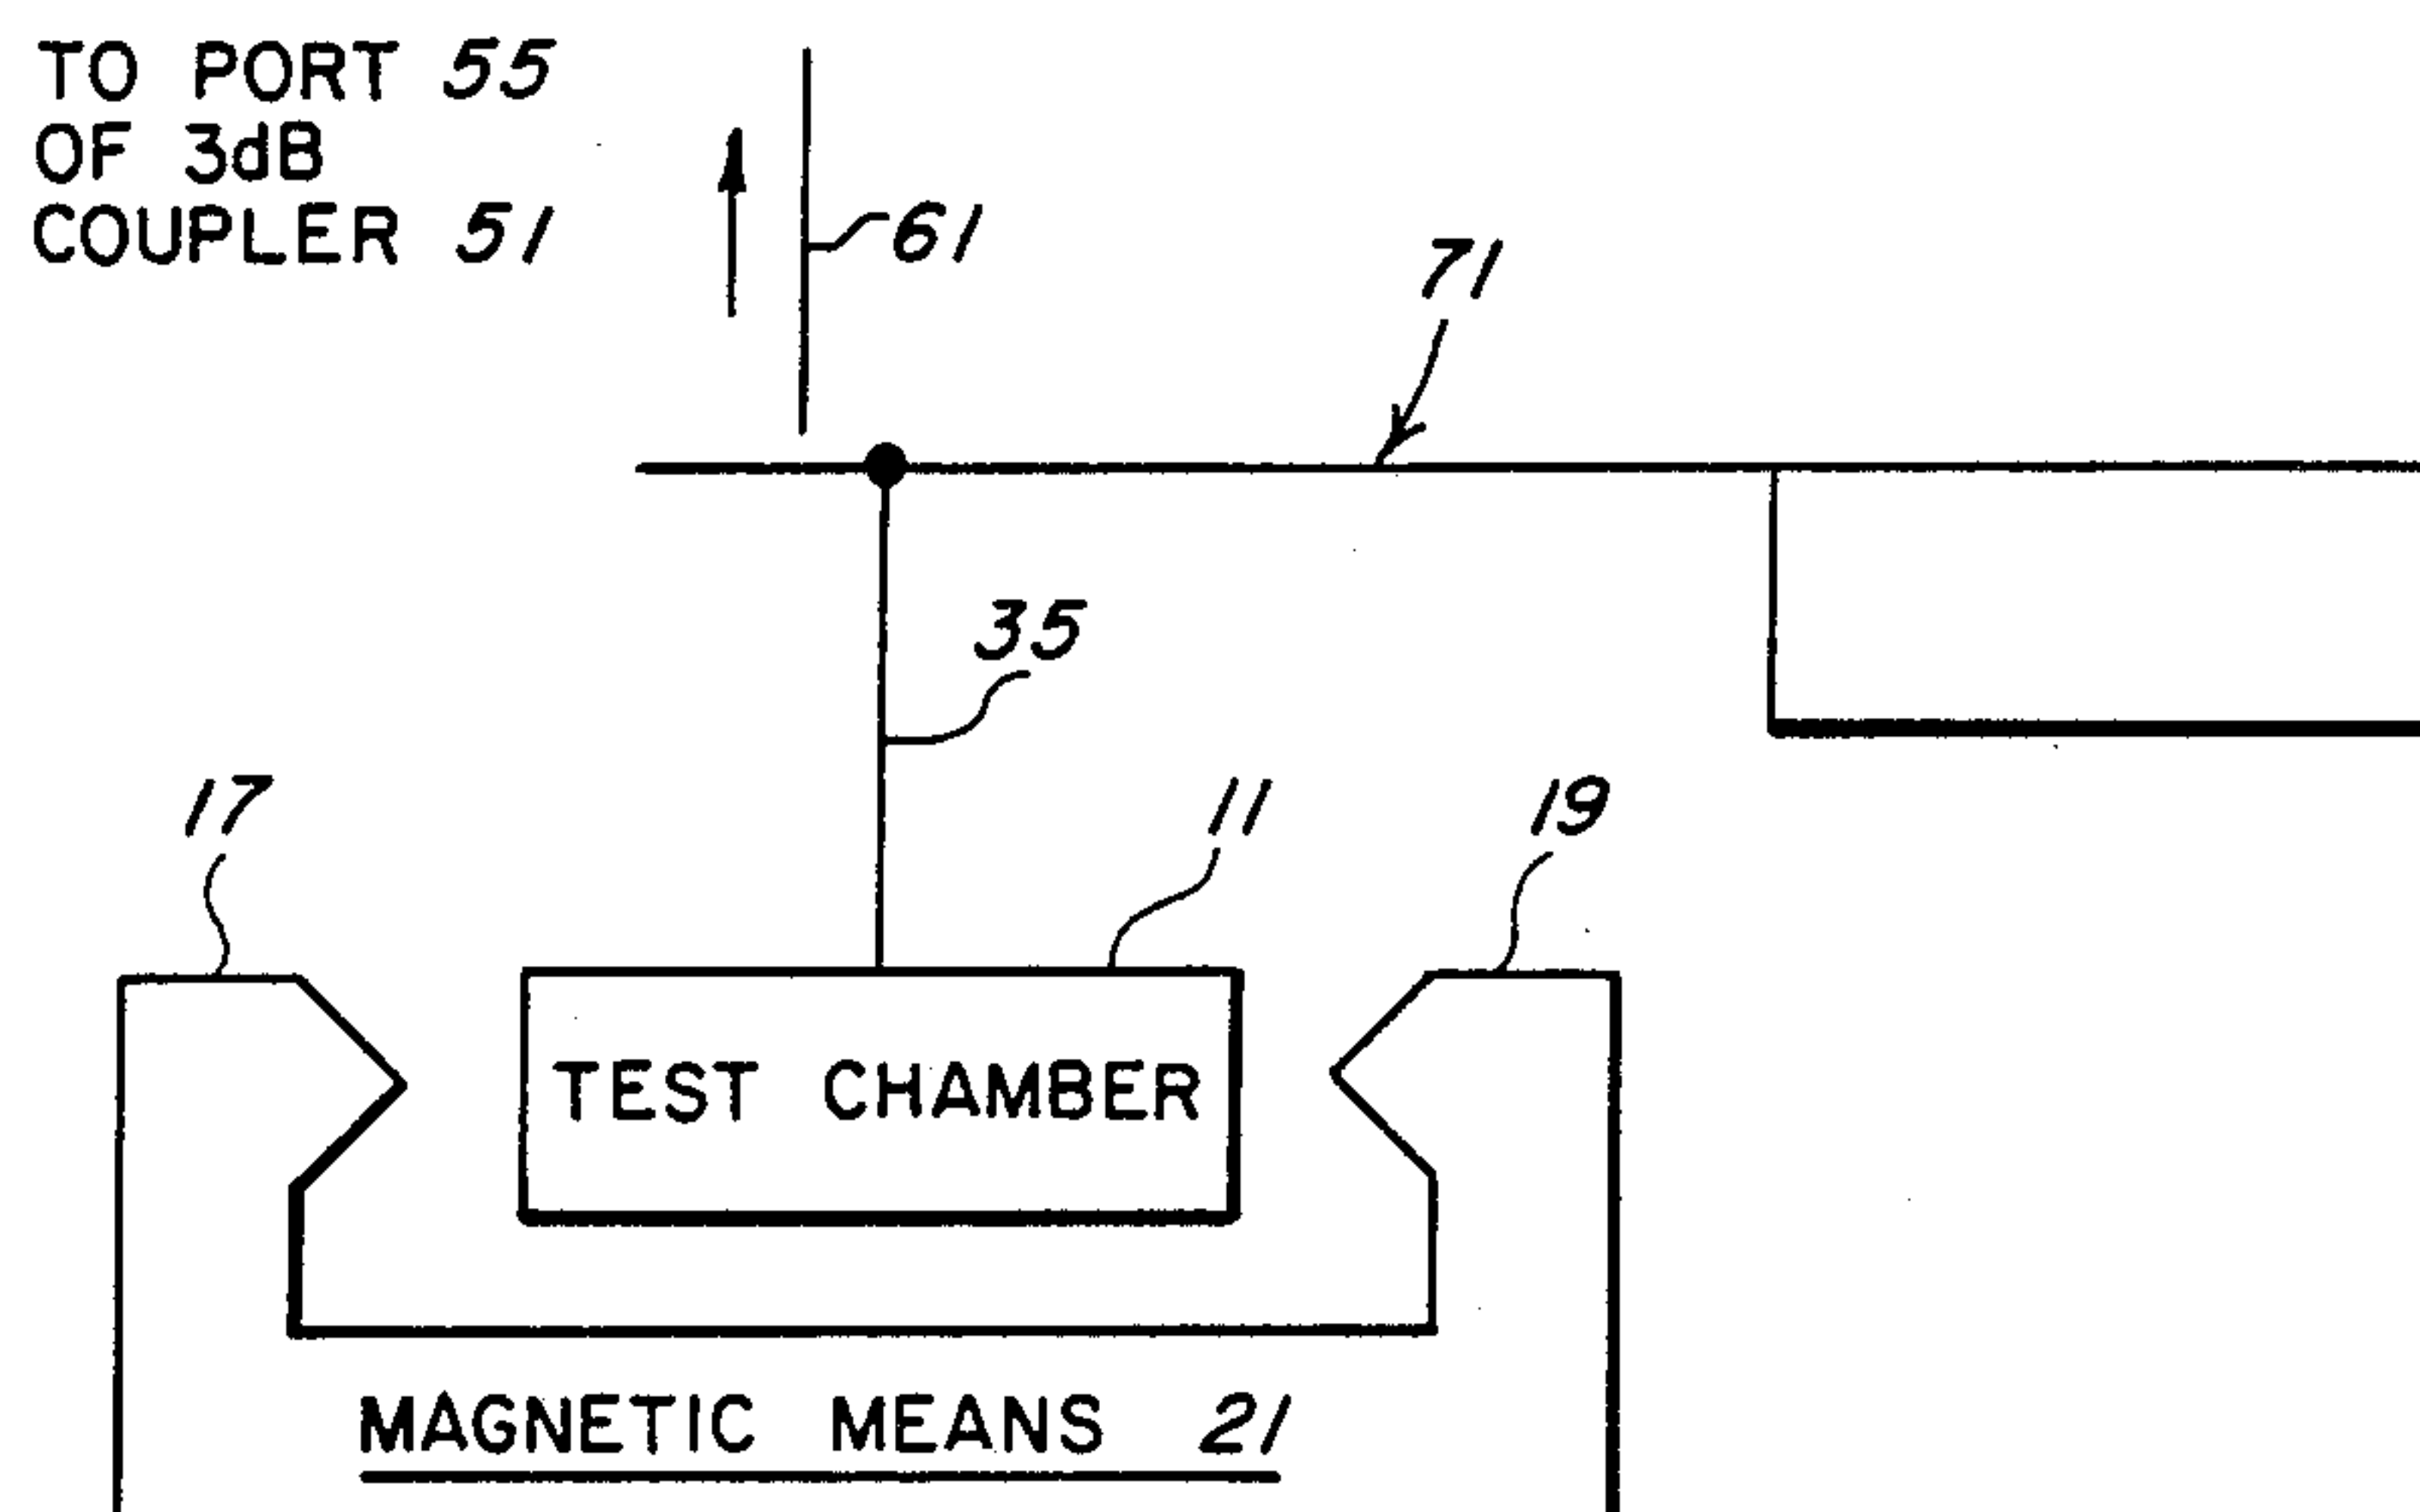 TO PORT 55
OF 3dB
COUPLER 51
61
71
35
17
11
19
TEST CHAMBER
MAGNETIC MEANS 21